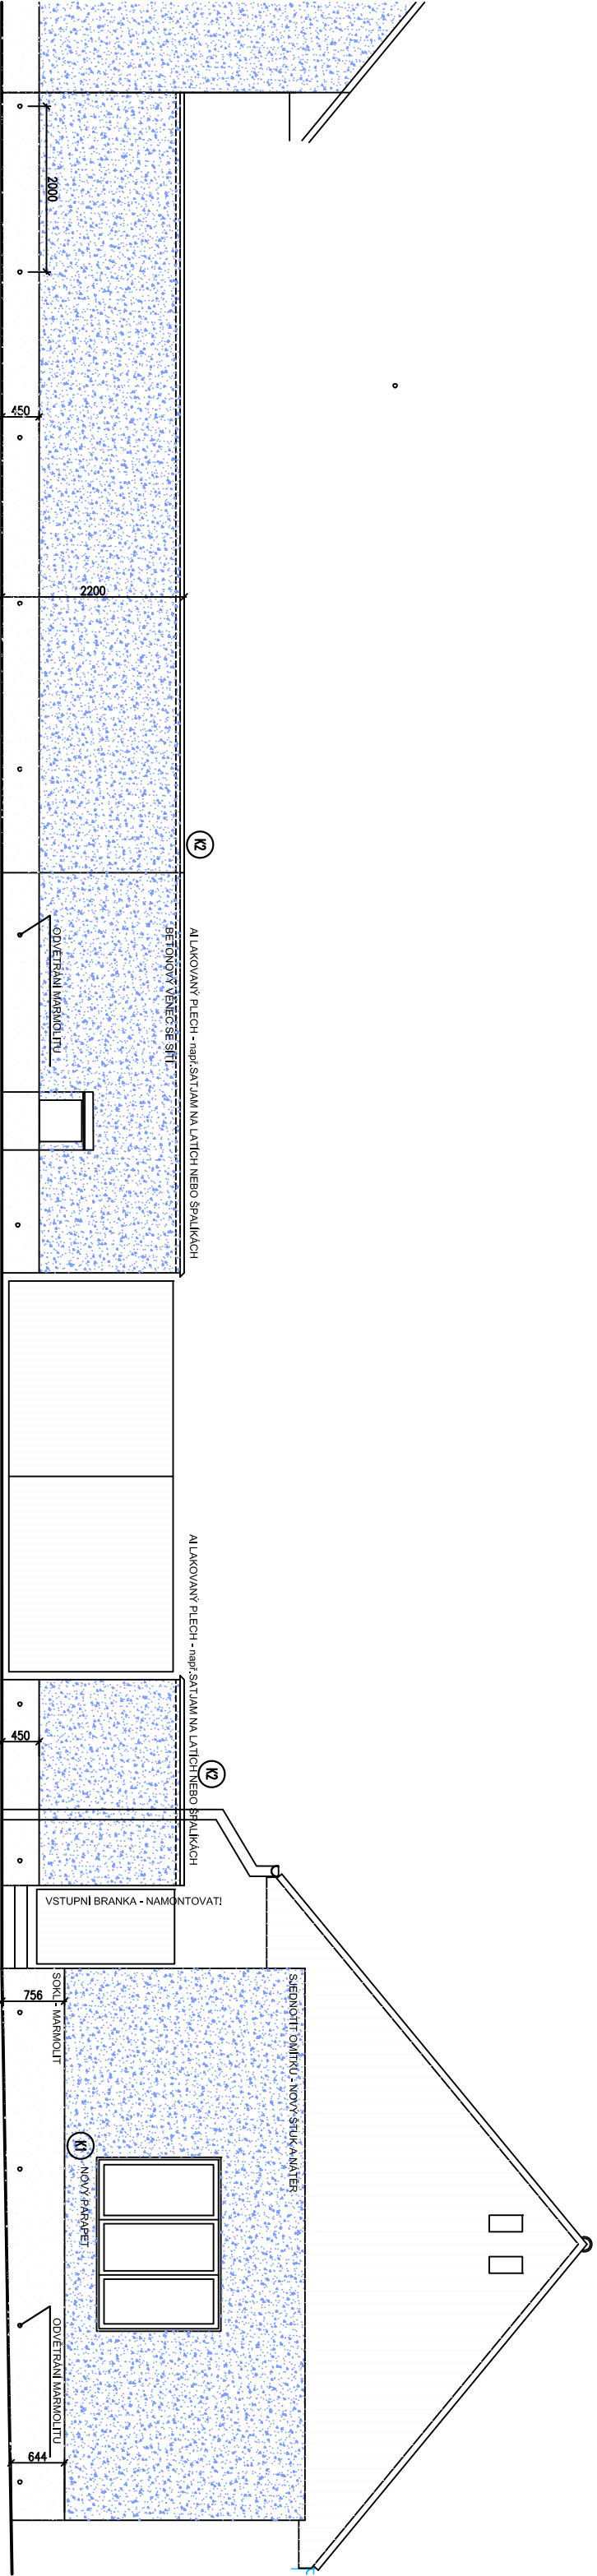 2000
450
2200
K2
Al LAKOVANÝ PLECH - např.SATJAM NA LATÍCH NEBO ŠPALÍKÁCH
BETONOVÝ VĚNEC SE SÍTÍ
ODVĚTRÁNÍ MARMOLITU
Al LAKOVANÝ PLECH - např.SATJAM NA LATÍCH NEBO ŠPALÍKÁCH
450
K2
VSTUPNÍ BRANKA - NAMONTOVAT!
SJEDNOTIT OMÍTKU - NOVÝ ŠTUK A NÁTĚR
SOKL - MARMOLIT
756
K1
NOVÝ PARAPET
ODVĚTRÁNÍ MARMOLITU
644